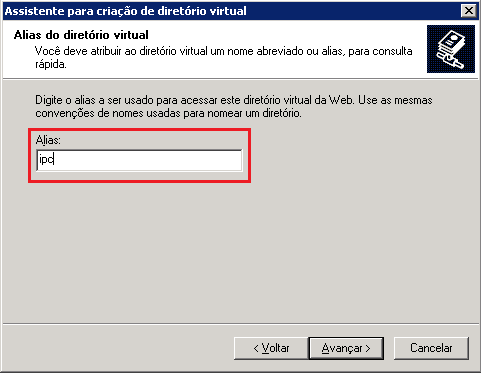 Assistente para criação de diretório virtual
Alias do diretório virtual
Você deve atribuir ao diretório virtual um nome abreviado ou alias, para consulta
rápida.
Digite o alias a ser usado para acessar este diretório virtual da Web. Use as mesmas
convenções de nomes usadas para nomear um diretório.
Alias:
ipc
< Voltar
Avançar >
Cancelar